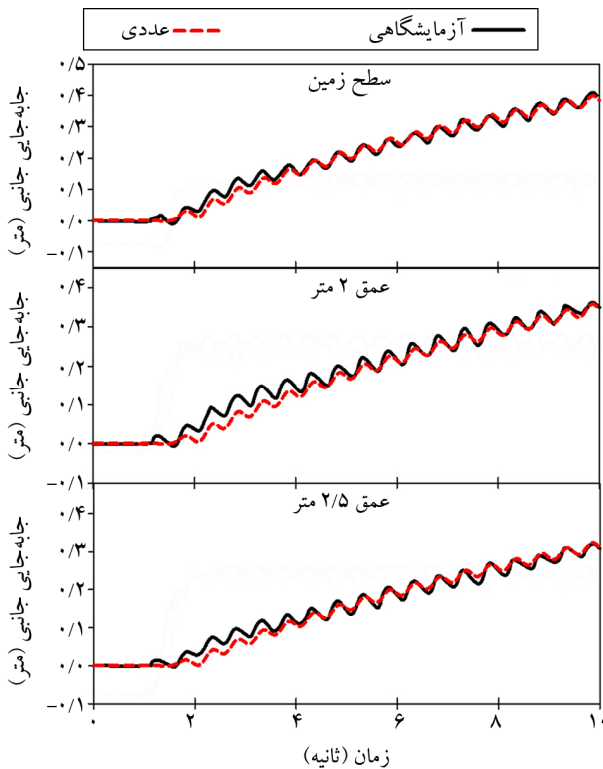 آزمایشگاهی عددی
سطح زمین
جابه‌جایی جانبی (متر)
۰/۵
۰/۴
۰/۳
۰/۲
۰/۱
۰/۰
−۰/۱
عمق ۲ متر
جابه‌جایی جانبی (متر)
۰/۴
۰/۳
۰/۲
۰/۱
۰/۰
−۰/۱
عمق ۲/۵ متر
جابه‌جایی جانبی (متر)
۰/۴
۰/۳
۰/۲
۰/۱
۰/۰
−۰/۱
۰ ۲ ۴ ۶ ۸ ۱۰
زمان (ثانیه)